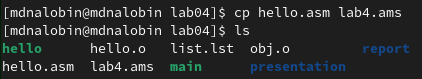 [mdnalobin@mdnalobin lab04]$ cp hello.asm lab4.ams
[mdnalobin@mdnalobin lab04]$ ls
hello hello.o list.lst obj.o report
hello.asm lab4.ams main presentation